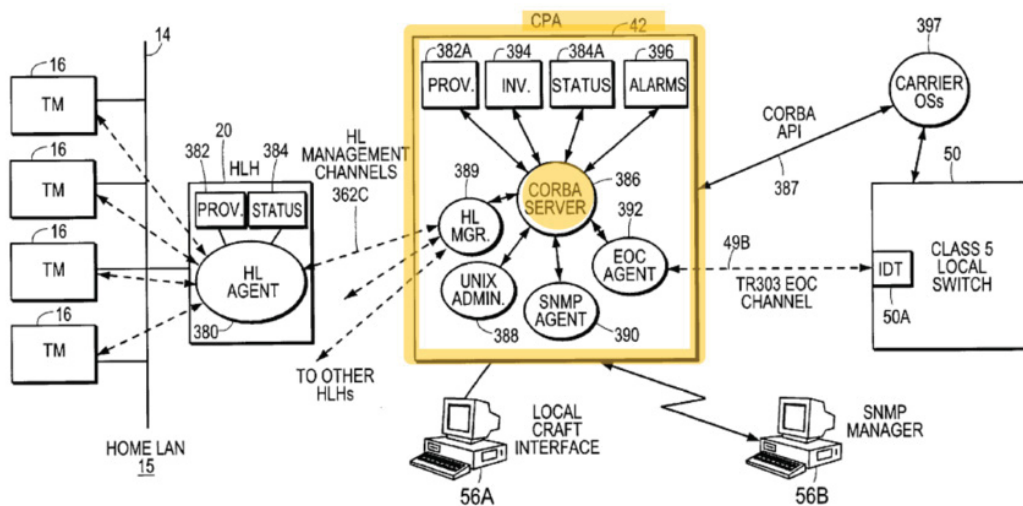 14
16
TM
16
TM
16
TM
16
TM
HOME LAN
15
20
HLH
382
384
PROV.
STATUS
HL
AGENT
380
HL
MANAGEMENT
CHANNELS
362C
TO OTHER
HLHs
CPA
42
382A
394
384A
396
PROV.
INV.
STATUS
ALARMS
CORBA
SERVER
386
389
HL
MGR.
392
EOC
AGENT
UNIX
ADMIN.
388
SNMP
AGENT
390
LOCAL
CRAFT
INTERFACE
56A
SNMP
MANAGER
56B
397
CARRIER
OSs
CORBA
API
387
49B
TR303 EOC
CHANNEL
50
IDT
50A
CLASS 5
LOCAL
SWITCH